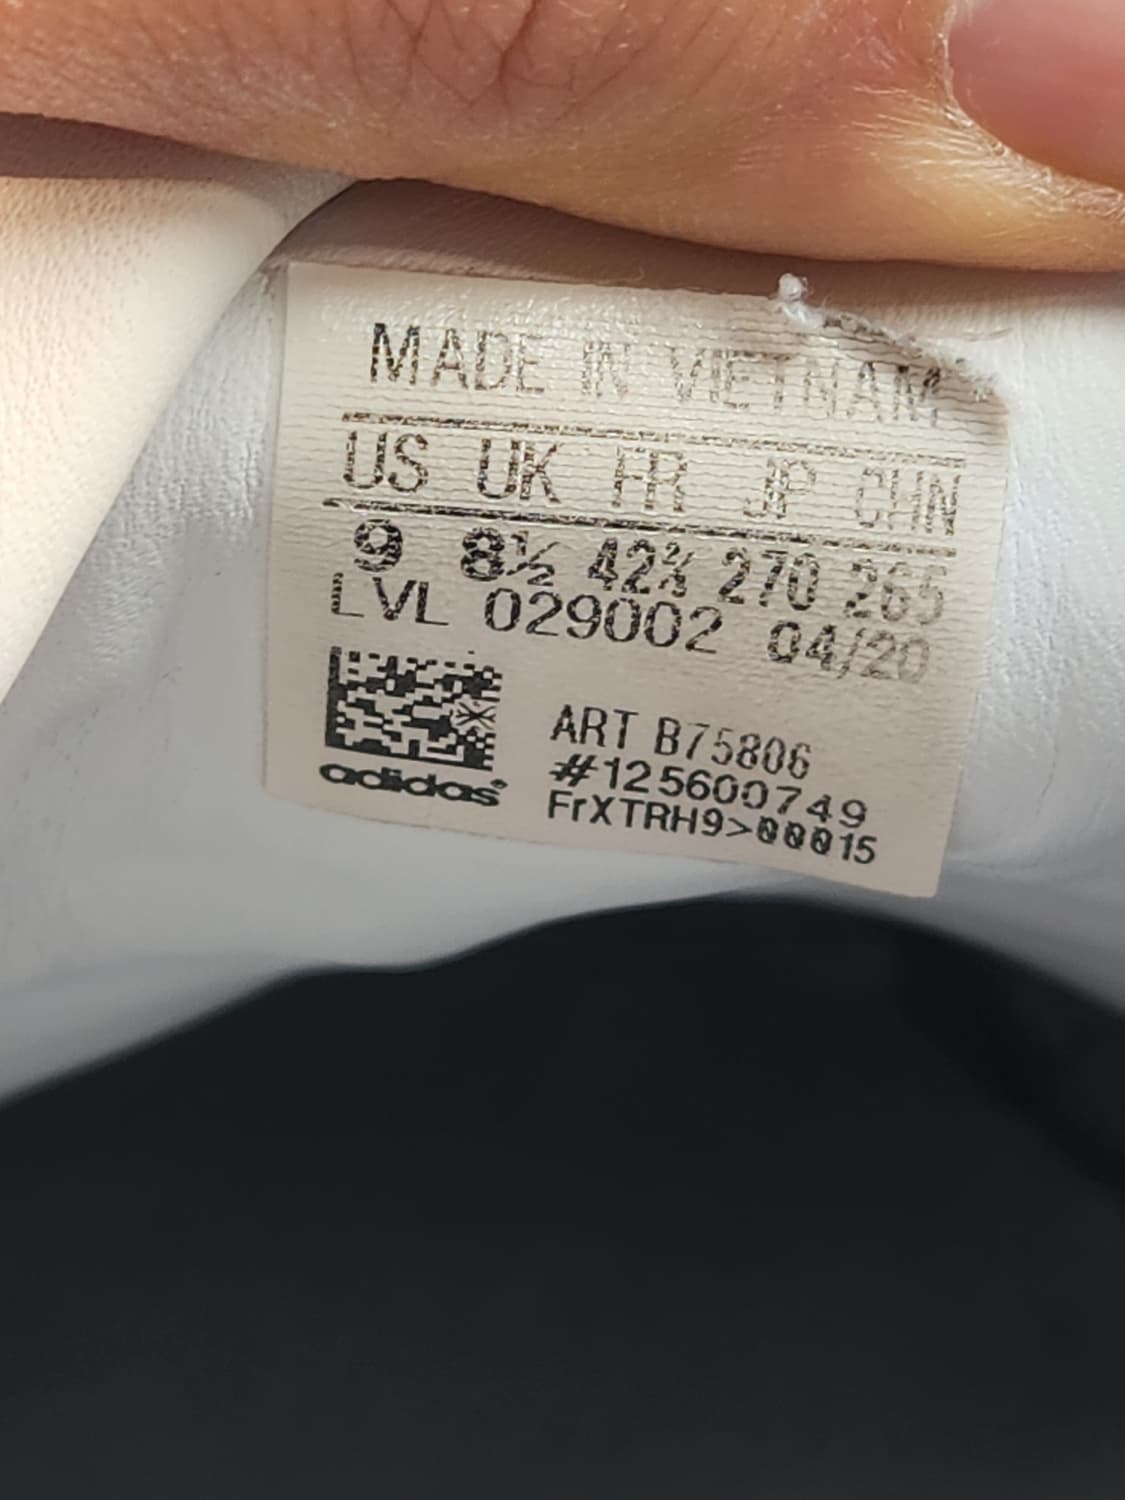 MADE IN VIETNAM
US UK FR JP CHN
9 8½ 42⅔ 270 265
LVL 029002 04/20
ART B75806
#125600749
FrXTRH9>00015
adidas®